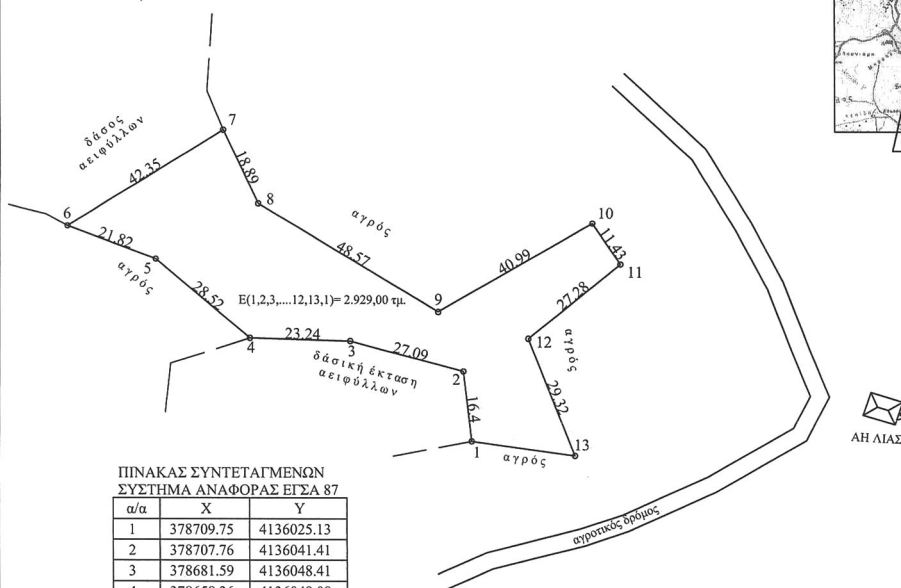 7
δάσος
αειφύλλων
42.35
18.89
6
8
21.82
αγρός
10
5
αγρός
48.57
11.43
40.99
11
28.52
27.28
E(1,2,3,....12,13,1)= 2.929,00 τμ.
9
4
23.24
3
27.09
12
αγρός
δάσική έκταση
αειφύλλων
2
29.32
16.4
ΑΗ ΛΙΑΣ
1
αγρός
13
ΠΙΝΑΚΑΣ ΣΥΝΤΕΤΑΓΜΕΝΩΝ
ΣΥΣΤΗΜΑ ΑΝΑΦΟΡΑΣ ΕΓΣΑ 87
α/α X Y
1 378709.75 4136025.13
2 378707.76 4136041.41
3 378681.59 4136048.41
αγροτικός δρόμος